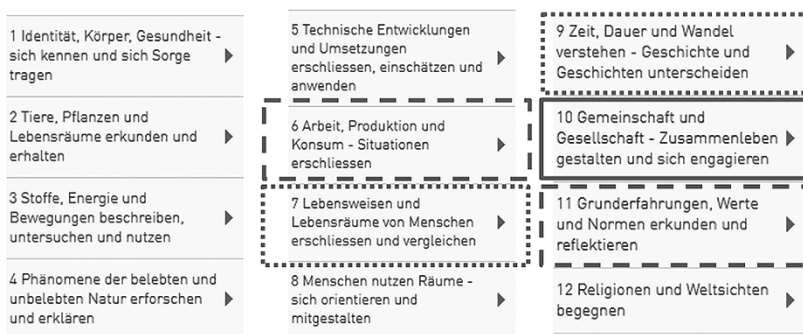 1 Identität, Körper, Gesundheit -
sich kennen und sich Sorge
tragen
2 Tiere, Pflanzen und
Lebensräume erkunden und
erhalten
3 Stoffe, Energie und
Bewegungen beschreiben,
untersuchen und nutzen
4 Phänomene der belebten und
unbelebten Natur erforschen
und erklären
5 Technische Entwicklungen
und Umsetzungen
erschliessen, einschätzen und
anwenden
6 Arbeit, Produktion und
Konsum - Situationen
erschliessen
7 Lebensweisen und
Lebensräume von Menschen
erschliessen und vergleichen
8 Menschen nutzen Räume -
sich orientieren und
mitgestalten
9 Zeit, Dauer und Wandel
verstehen - Geschichte und
Geschichten unterscheiden
10 Gemeinschaft und
Gesellschaft - Zusammenleben
gestalten und sich engagieren
11 Grunderfahrungen, Werte
und Normen erkunden und
reflektieren
12 Religionen und Weltsichten
begegnen